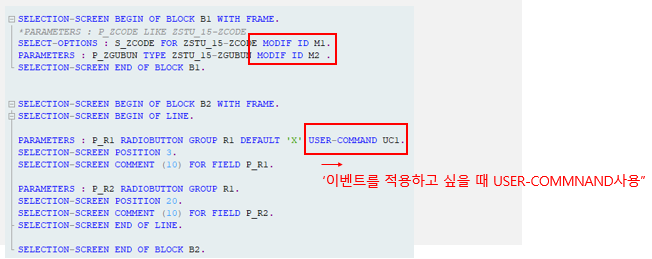 SELECTION-SCREEN BEGIN OF BLOCK B1 WITH FRAME.
*PARAMETERS : P_ZCODE LIKE ZSTU_15-ZCODE
SELECT-OPTIONS : S_ZCODE FOR ZSTU_15-ZCODE MODIF ID M1.
PARAMETERS : P_ZGUBUN TYPE ZSTU_15-ZGUBUN MODIF ID M2 .
SELECTION-SCREEN END OF BLOCK B1.
SELECTION-SCREEN BEGIN OF BLOCK B2 WITH FRAME.
SELECTION-SCREEN BEGIN OF LINE.
PARAMETERS : P_R1 RADIOBUTTON GROUP R1 DEFAULT 'X' USER-COMMAND UC1.
SELECTION-SCREEN POSITION 3.
SELECTION-SCREEN COMMENT (10) FOR FIELD P_R1.
'이벤트를 적용하고 싶을 때 USER-COMMNAND사용"
PARAMETERS : P_R2 RADIOBUTTON GROUP R1.
SELECTION-SCREEN POSITION 20.
SELECTION-SCREEN COMMENT (10) FOR FIELD P_R2.
SELECTION-SCREEN END OF LINE.
SELECTION-SCREEN END OF BLOCK B2.